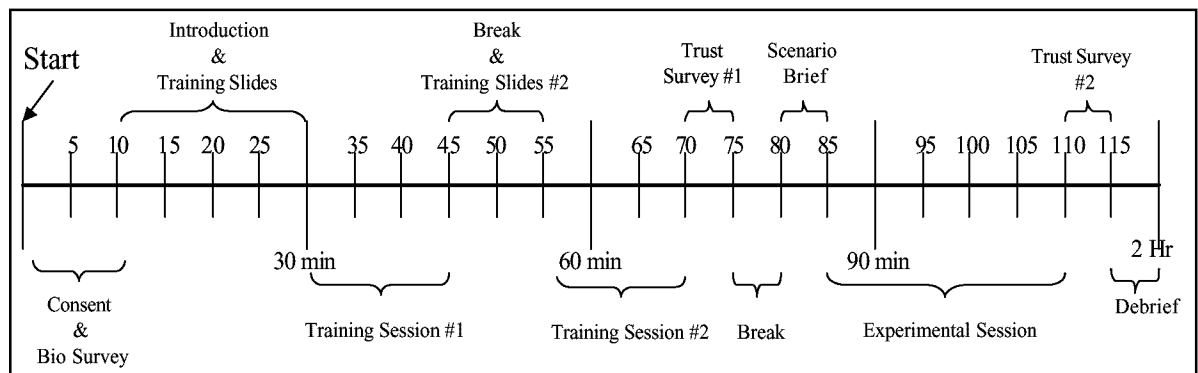 Start
Introduction
&
Training Slides
Break
&
Training Slides #2
Trust
Survey #1
Scenario
Brief
Trust Survey
#2
5 10 15 20 25 35 40 45 50 55 65 70 75 80 85 95 100 105 110 115
30 min 60 min 90 min 2 Hr
Consent
&
Bio Survey
Training Session #1
Training Session #2
Break
Experimental Session
Debrief